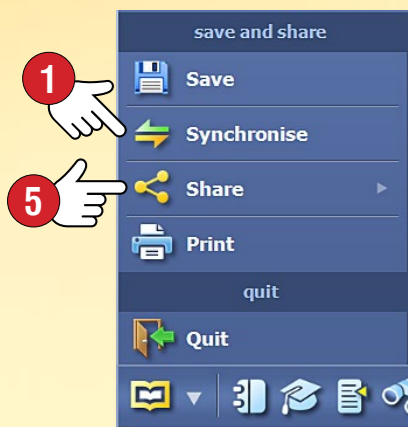 save and share
Save
1
Synchronise
5
Share
Print
quit
Quit